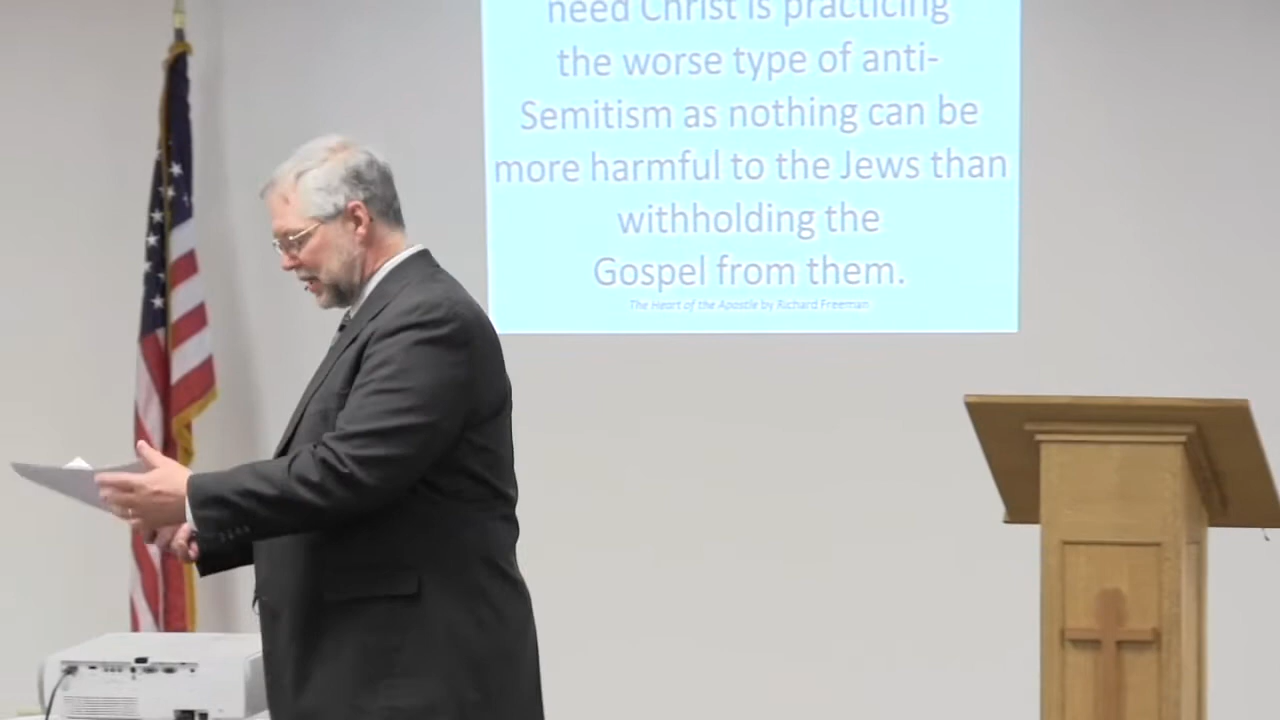 need Christ is practicing
the worse type of anti-
Semitism as nothing can be
more harmful to the Jews than
withholding the
Gospel from them.
The Heart of the Apostle by Richard Freeman